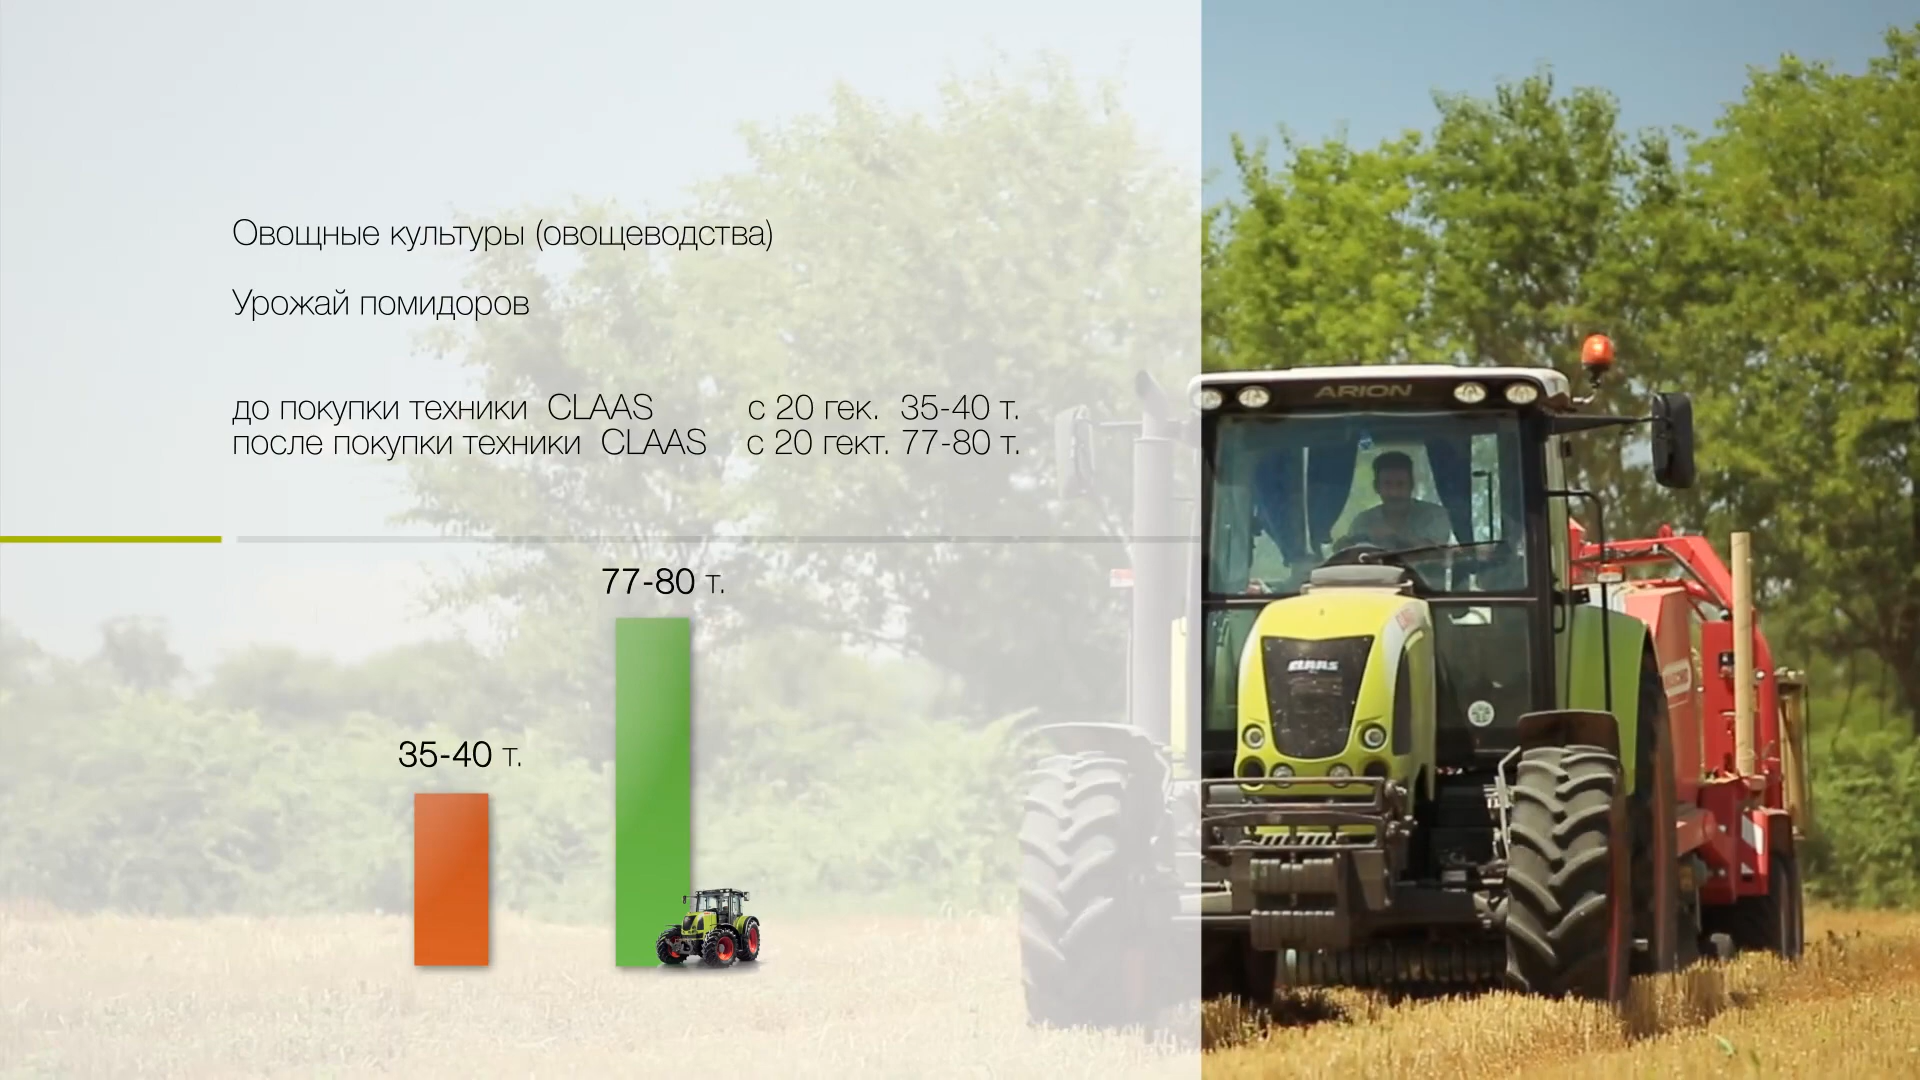 Овощные культуры (овощеводства)
Урожай помидоров
до покупки техники CLAAS с 20 гек. 35-40 т.
после покупки техники CLAAS с 20 гект. 77-80 т.
77-80 т.
35-40 т.
ARION
CLAAS